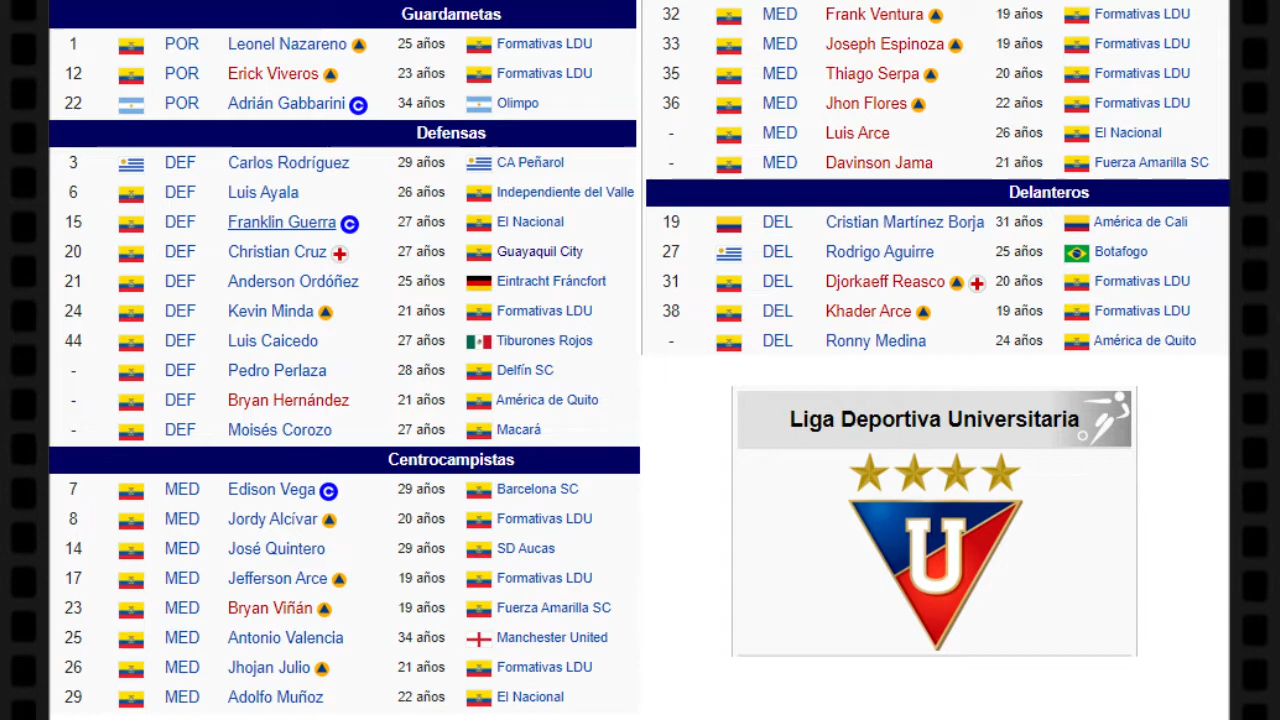 Guardametas
1 POR Leonel Nazareno 25 años Formativas LDU
12 POR Erick Viveros 23 años Formativas LDU
22 POR Adrián Gabbarini C 34 años Olimpo
Defensas
3 DEF Carlos Rodríguez 29 años CA Peñarol
6 DEF Luis Ayala 26 años Independiente del Valle
15 DEF Franklin Guerra C 27 años El Nacional
20 DEF Christian Cruz 27 años Guayaquil City
21 DEF Anderson Ordóñez 25 años Eintracht Fráncfort
24 DEF Kevin Minda 21 años Formativas LDU
44 DEF Luis Caicedo 27 años Tiburones Rojos
- DEF Pedro Perlaza 28 años Delfín SC
- DEF Bryan Hernández 21 años América de Quito
- DEF Moisés Corozo 27 años Macará
Centrocampistas
7 MED Edison Vega C 29 años Barcelona SC
8 MED Jordy Alcívar 20 años Formativas LDU
14 MED José Quintero 29 años SD Aucas
17 MED Jefferson Arce 19 años Formativas LDU
23 MED Bryan Viñán 19 años Fuerza Amarilla SC
25 MED Antonio Valencia 34 años Manchester United
26 MED Jhojan Julio 21 años Formativas LDU
29 MED Adolfo Muñoz 22 años El Nacional
32 MED Frank Ventura 19 años Formativas LDU
33 MED Joseph Espinoza 19 años Formativas LDU
35 MED Thiago Serpa 20 años Formativas LDU
36 MED Jhon Flores 22 años Formativas LDU
- MED Luis Arce 26 años El Nacional
- MED Davinson Jama 21 años Fuerza Amarilla SC
Delanteros
19 DEL Cristian Martínez Borja 31 años América de Cali
27 DEL Rodrigo Aguirre 25 años Botafogo
31 DEL Djorkaeff Reasco 20 años Formativas LDU
38 DEL Khader Arce 19 años Formativas LDU
- DEL Ronny Medina 24 años América de Quito
Liga Deportiva Universitaria
U